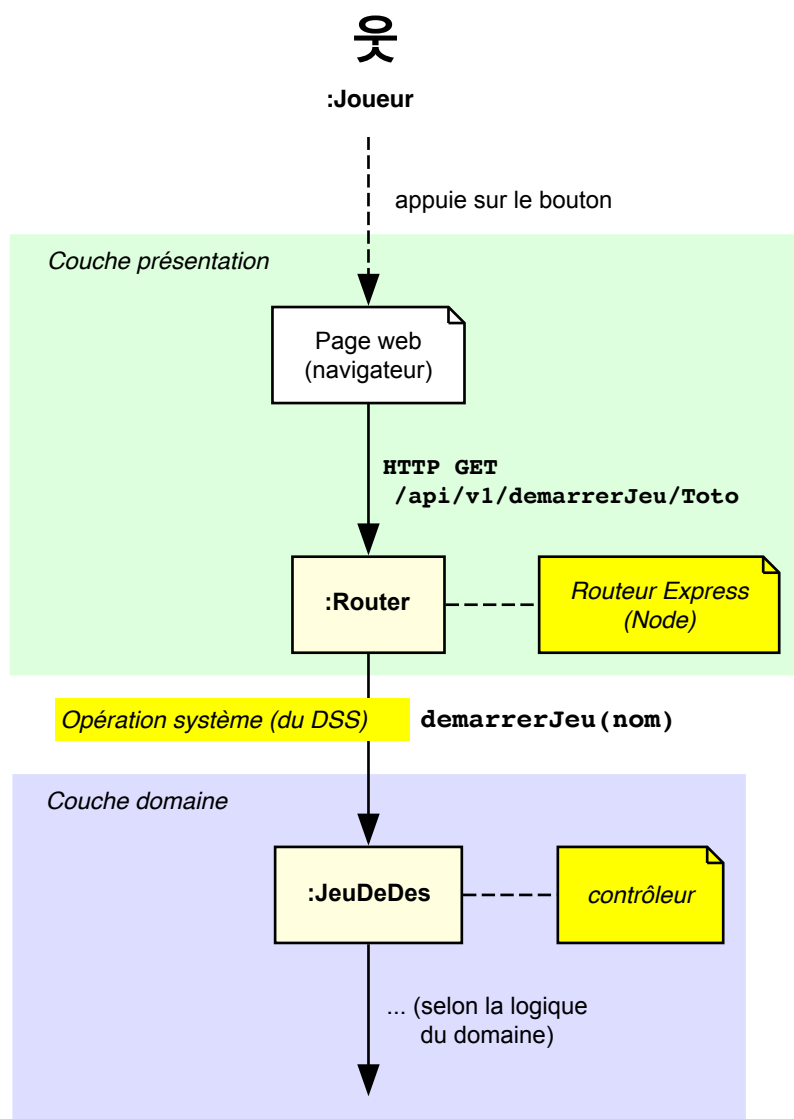 :Joueur
appuie sur le bouton
Couche présentation
Page web
(navigateur)
HTTP GET
/api/v1/demarrerJeu/Toto
:Router
Routeur Express
(Node)
Opération système (du DSS)
demarrerJeu(nom)
Couche domaine
:JeuDeDes
contrôleur
... (selon la logique
du domaine)